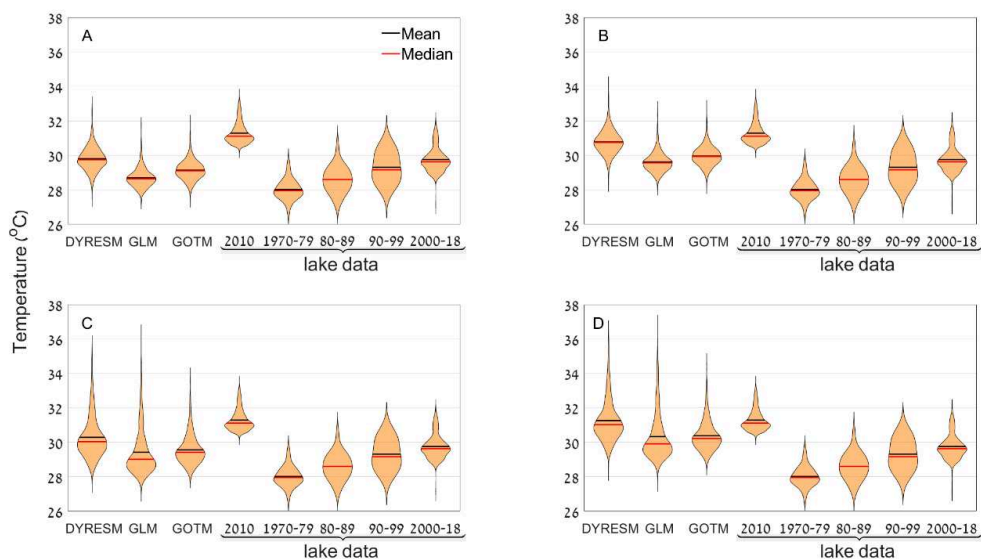 A
Mean
Median
38
36
34
32
30
28
26
DYRESM GLM GOTM 2010 1970-79 80-89 90-99 2000-18
lake data
B
38
36
34
32
30
28
26
DYRESM GLM GOTM 2010 1970-79 80-89 90-99 2000-18
lake data
Temperature (°C)
C
38
36
34
32
30
28
26
DYRESM GLM GOTM 2010 1970-79 80-89 90-99 2000-18
lake data
D
38
36
34
32
30
28
26
DYRESM GLM GOTM 2010 1970-79 80-89 90-99 2000-18
lake data